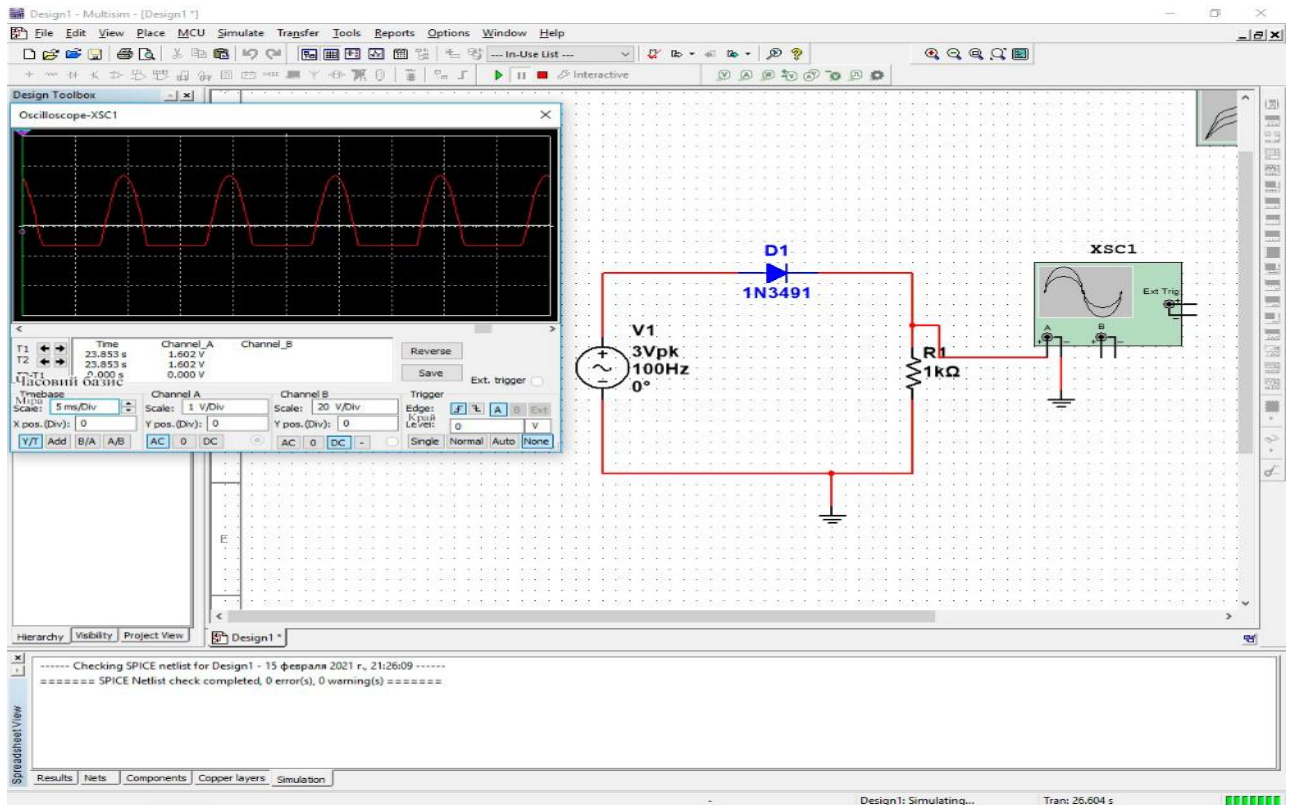 Design1 - Multisim - [Design1 *]
File Edit View Place MCU Simulate Transfer Tools Reports Options Window Help
--- In-Use List ---
Interactive
Design Toolbox
Oscilloscope-XSC1
T1
T2
T2-T1
Time Channel_A Channel_B
23.853 s 1.602 V
23.853 s 1.602 V
0.000 s 0.000 V
Reverse
Save
Ext. trigger
Часовий базис
Timebase
Міра
Scale: 5 ms/Div
X pos.(Div): 0
Y/T Add B/A A/B
Channel A
Scale: 1 V/Div
Y pos.(Div): 0
AC 0 DC
Channel B
Scale: 20 V/Div
Y pos.(Div): 0
AC 0 DC -
Trigger
Edge: A B Ext
Край
Level: 0 V
Single Normal Auto None
D1
1N3491
V1
3Vpk
100Hz
0°
R1
1kΩ
XSC1
Ext Trig
A B
E
Hierarchy Visibility Project View
Design1 *
------ Checking SPICE netlist for Design1 - 15 февраля 2021 г., 21:26:09 ------
======= SPICE Netlist check completed, 0 error(s), 0 warning(s) =======
Spreadsheet View
Results Nets Components Copper layers Simulation
Design1: Simulating... Tran: 26.604 s